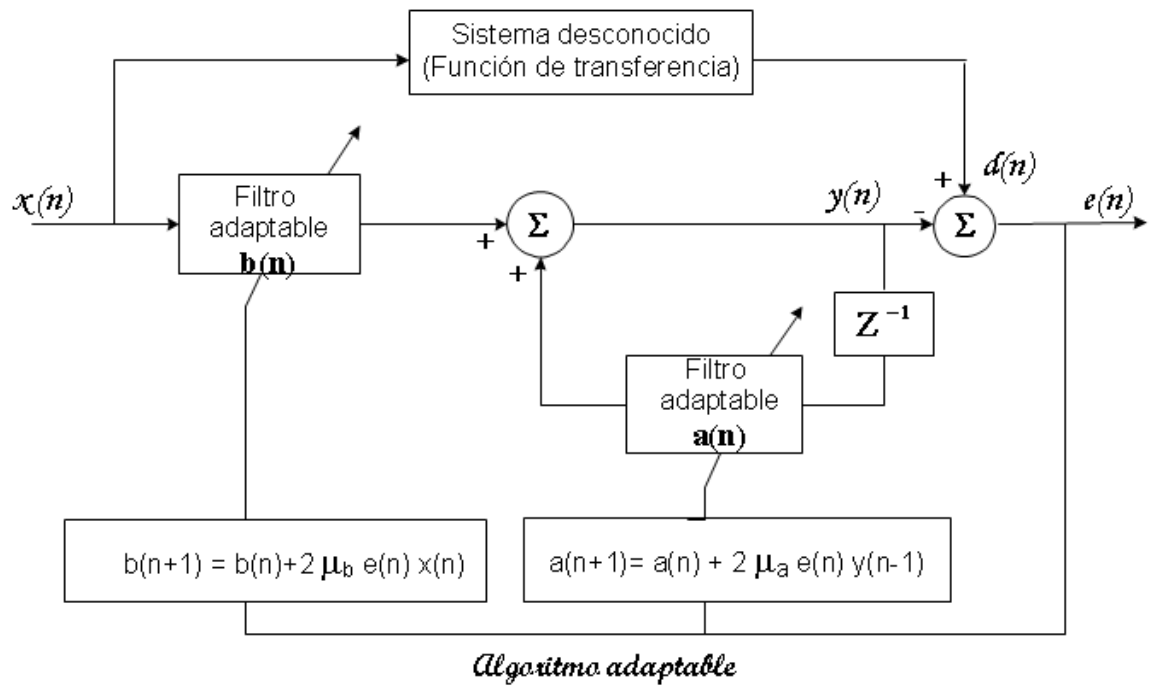 Sistema desconocido
(Función de transferencia)
x(n)
Filtro
adaptable
b(n)
+
Σ
+
y(n)
d(n)
+
-
Σ
e(n)
Z⁻¹
Filtro
adaptable
a(n)
b(n+1) = b(n)+2 μb e(n) x(n)
a(n+1)= a(n) + 2 μa e(n) y(n-1)
Algoritmo adaptable